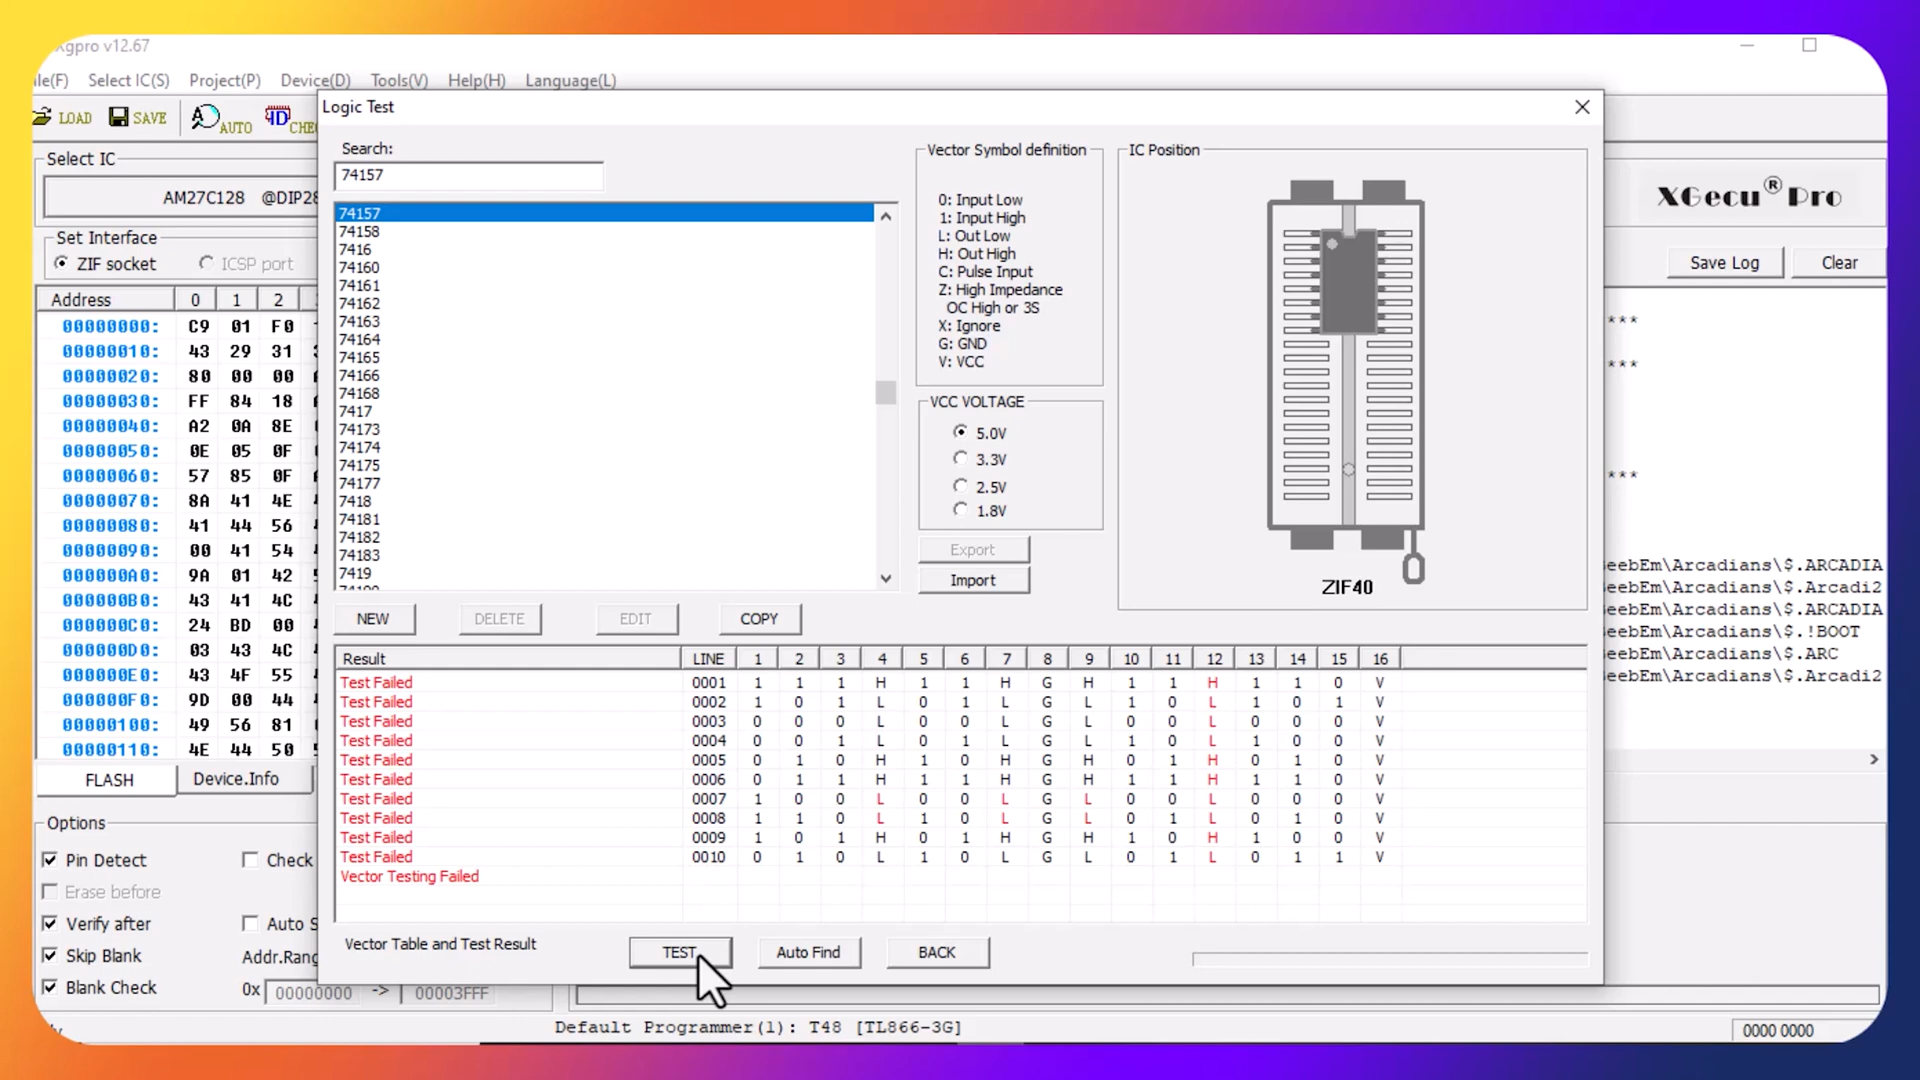 Xgpro v12.67
ile(F) Select IC(S) Project(P) Device(D) Tools(V) Help(H) Language(L)
LOAD SAVE AUTO CHEC
Select IC
AM27C128 @DIP28
Set Interface
ZIF socket ICSP port
Address 0 1 2
00000000: C9 01 F0
00000010: 43 29 31
00000020: 80 00 00
00000030: FF 84 18
00000040: A2 0A 8E
00000050: 0E 05 0F
00000060: 57 85 0F
00000070: 8A 41 4E
00000080: 41 44 56
00000090: 00 41 54
000000A0: 9A 01 42
000000B0: 43 41 4C
000000C0: 24 BD 00
000000D0: 03 43 4C
000000E0: 43 4F 55
000000F0: 9D 00 44
00000100: 49 56 81
00000110: 4E 44 50
FLASH Device.Info
Options
Pin Detect Check
Erase before
Verify after Auto S
Skip Blank Addr.Rang
Blank Check 0x 00000000 -> 00003FFF
Logic Test
Search:
74157
74157
74158
7416
74160
74161
74162
74163
74164
74165
74166
74168
7417
74173
74174
74175
74177
7418
74181
74182
74183
7419
74190
NEW DELETE EDIT COPY
Vector Symbol definition
0: Input Low
1: Input High
L: Out Low
H: Out High
C: Pulse Input
Z: High Impedance
OC High or 3S
X: Ignore
G: GND
V: VCC
VCC VOLTAGE
5.0V
3.3V
2.5V
1.8V
Export
Import
IC Position
ZIF40
Result LINE 1 2 3 4 5 6 7 8 9 10 11 12 13 14 15 16
Test Failed 0001 1 1 1 H 1 1 H G H 1 1 H 1 1 0 V
Test Failed 0002 1 0 1 L 0 1 L G L 1 0 L 1 0 1 V
Test Failed 0003 0 0 0 L 0 0 L G L 0 0 L 0 0 0 V
Test Failed 0004 0 0 1 L 0 1 L G L 1 0 L 1 0 0 V
Test Failed 0005 0 1 0 H 1 0 H G H 0 1 H 0 1 0 V
Test Failed 0006 0 1 1 H 1 1 H G H 1 1 H 1 1 0 V
Test Failed 0007 1 0 0 L 0 0 L G L 0 0 L 0 0 0 V
Test Failed 0008 1 1 0 L 1 0 L G L 0 1 L 0 1 0 V
Test Failed 0009 1 0 1 H 0 1 H G H 1 0 H 1 0 0 V
Test Failed 0010 0 1 0 L 1 0 L G L 0 1 L 0 1 1 V
Vector Testing Failed
Vector Table and Test Result
TEST Auto Find BACK
XGecu® Pro
Save Log Clear
***
***
***
eebEm\Arcadians\$.ARCADIA
eebEm\Arcadians\$.Arcadi2
eebEm\Arcadians\$.ARCADIA
eebEm\Arcadians\$.!BOOT
eebEm\Arcadians\$.ARC
eebEm\Arcadians\$.Arcadi2
Default Programmer(1): T48 [TL866-3G]
0000 0000